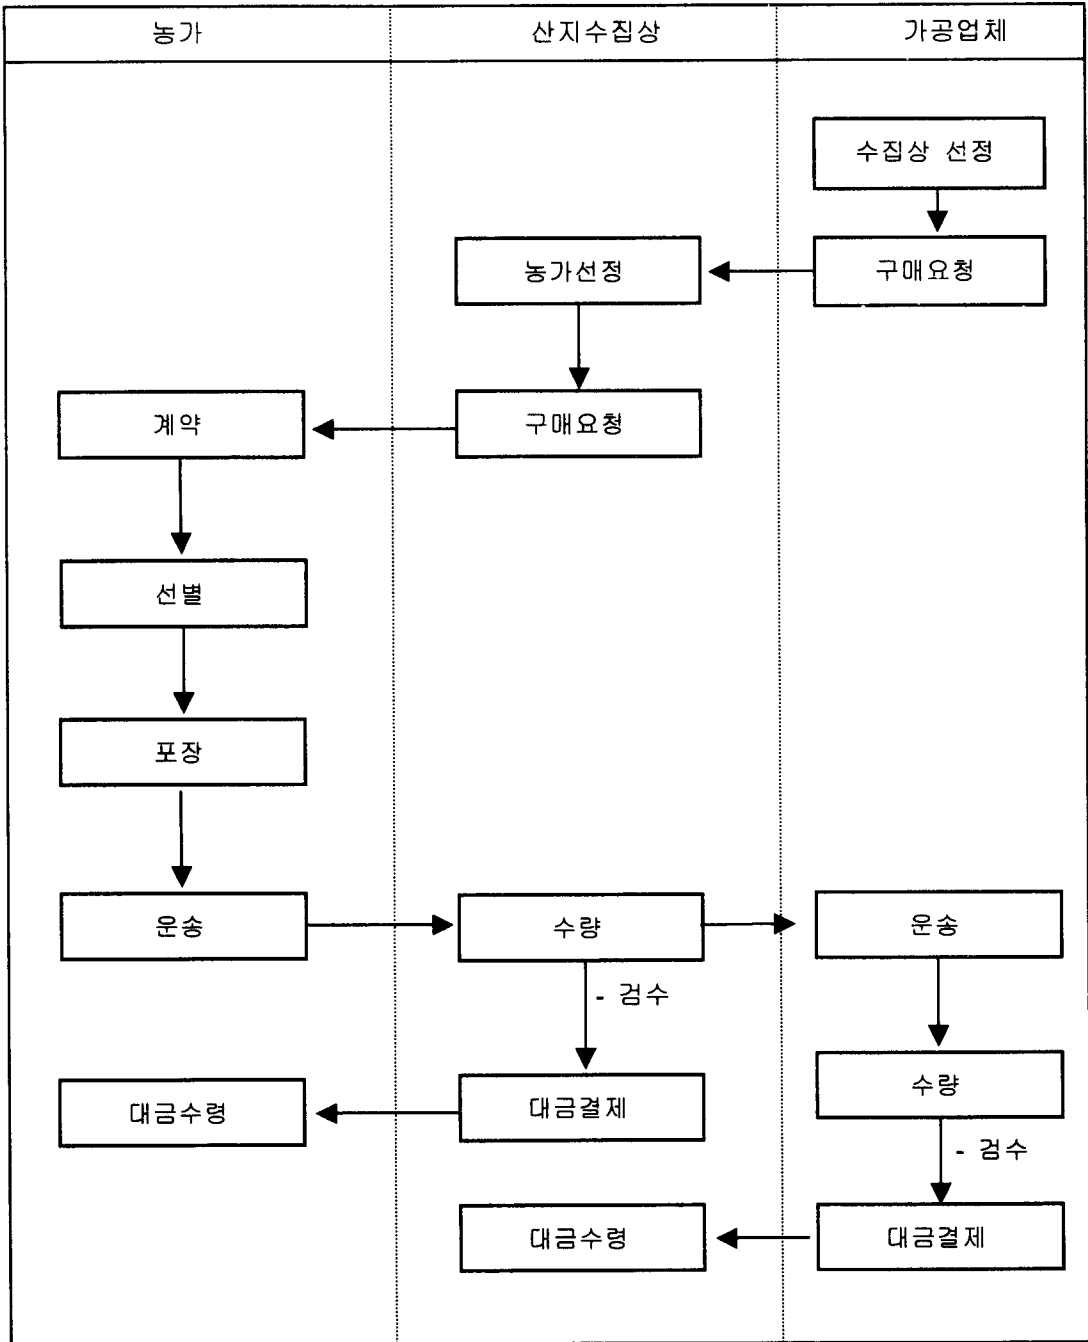 농가 산지수집상 가공업체
수집상 선정
농가선정 구매요청
계약 구매요청
선별
포장
운송 수량 운송
- 검수
수량
대금수령 대금결제
- 검수
대금수령 대금결제